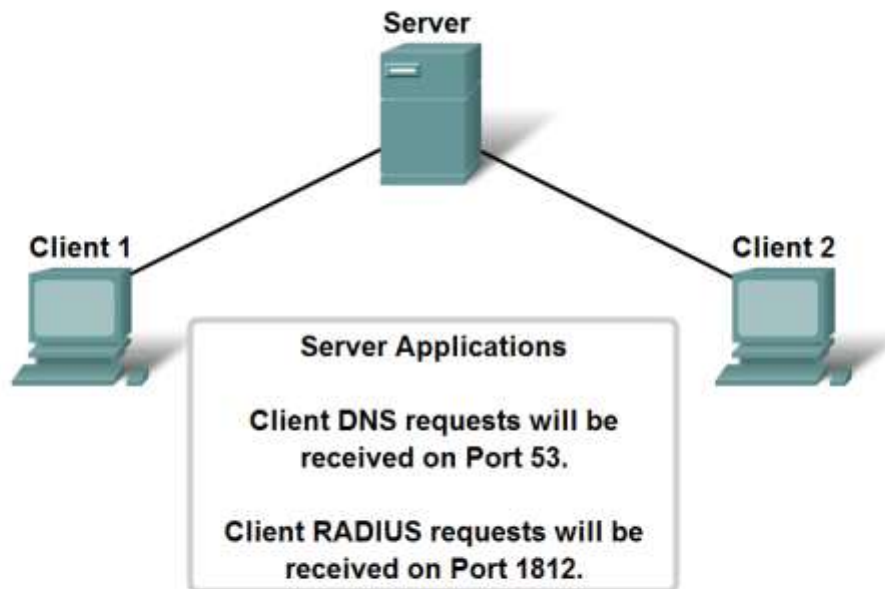 Server
Client 1
Client 2
Server Applications
Client DNS requests will be
received on Port 53.
Client RADIUS requests will be
received on Port 1812.